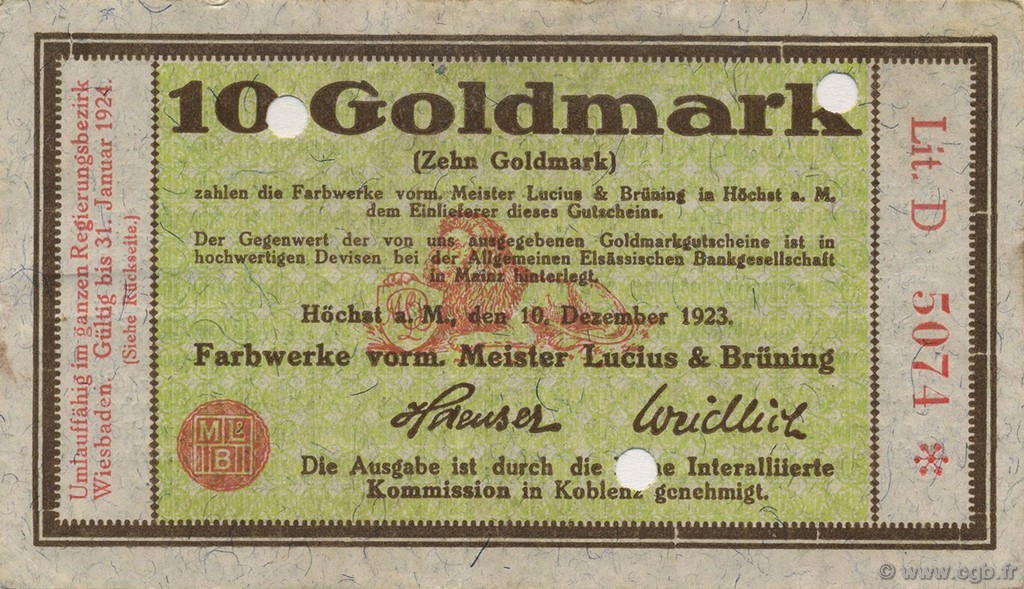 10 Goldmark
(Zehn Goldmark)
zahlen die Farbwerke vorm. Meister Lucius & Brüning in Höchst a. M.
dem Einlieferer dieses Gutscheins.
Der Gegenwert der von uns ausgegebenen Goldmarkgutscheine ist in
hochwertigen Devisen bei der Allgemeinen Elsässischen Bankgesellschaft
in Mainz hinterlegt.
Höchst a. M., den 10. Dezember 1923.
Farbwerke vorm. Meister Lucius & Brüning
Haeuser Weidlich
MLB
Die Ausgabe ist durch die Interalliierte
Kommission in Koblenz genehmigt.
Umlauffähig im ganzen Regierungsbezirk
Wiesbaden. Gültig bis 31. Januar 1924.
(Siehe Rückseite.)
Lit. D 5074 *
© www.cgb.fr